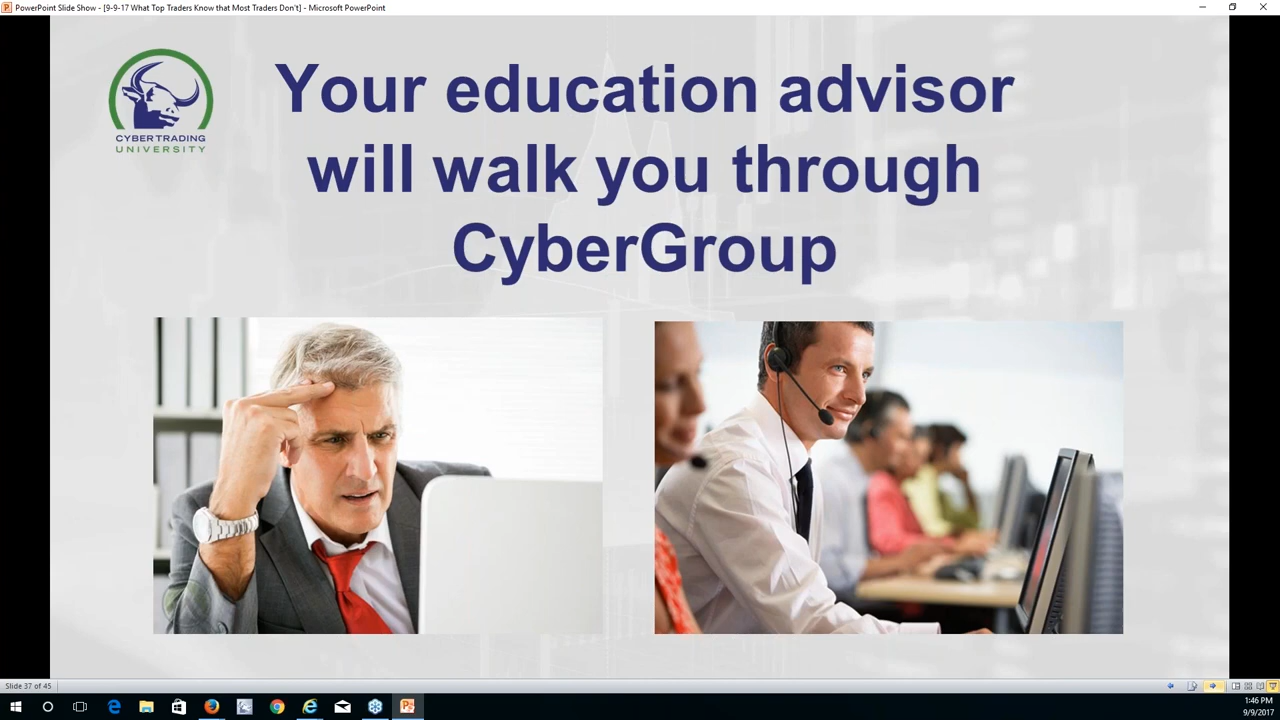 PowerPoint Slide Show - [9-9-17 What Top Traders Know that Most Traders Don't] - Microsoft PowerPoint
Your education advisor
will walk you through
CyberGroup
CYBERTRADING
UNIVERSITY
Slide 37 of 45
1:46 PM
9/9/2017